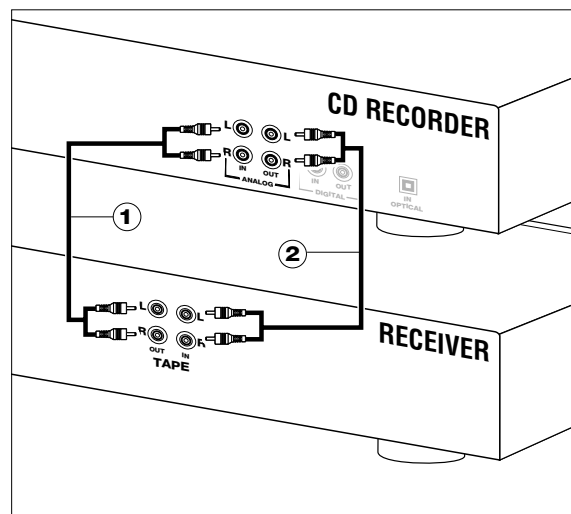 CD RECORDER
L L
R R
IN OUT
ANALOG
IN OUT
DIGITAL
IN
OPTICAL
1
2
L L
R R
OUT IN
TAPE
RECEIVER